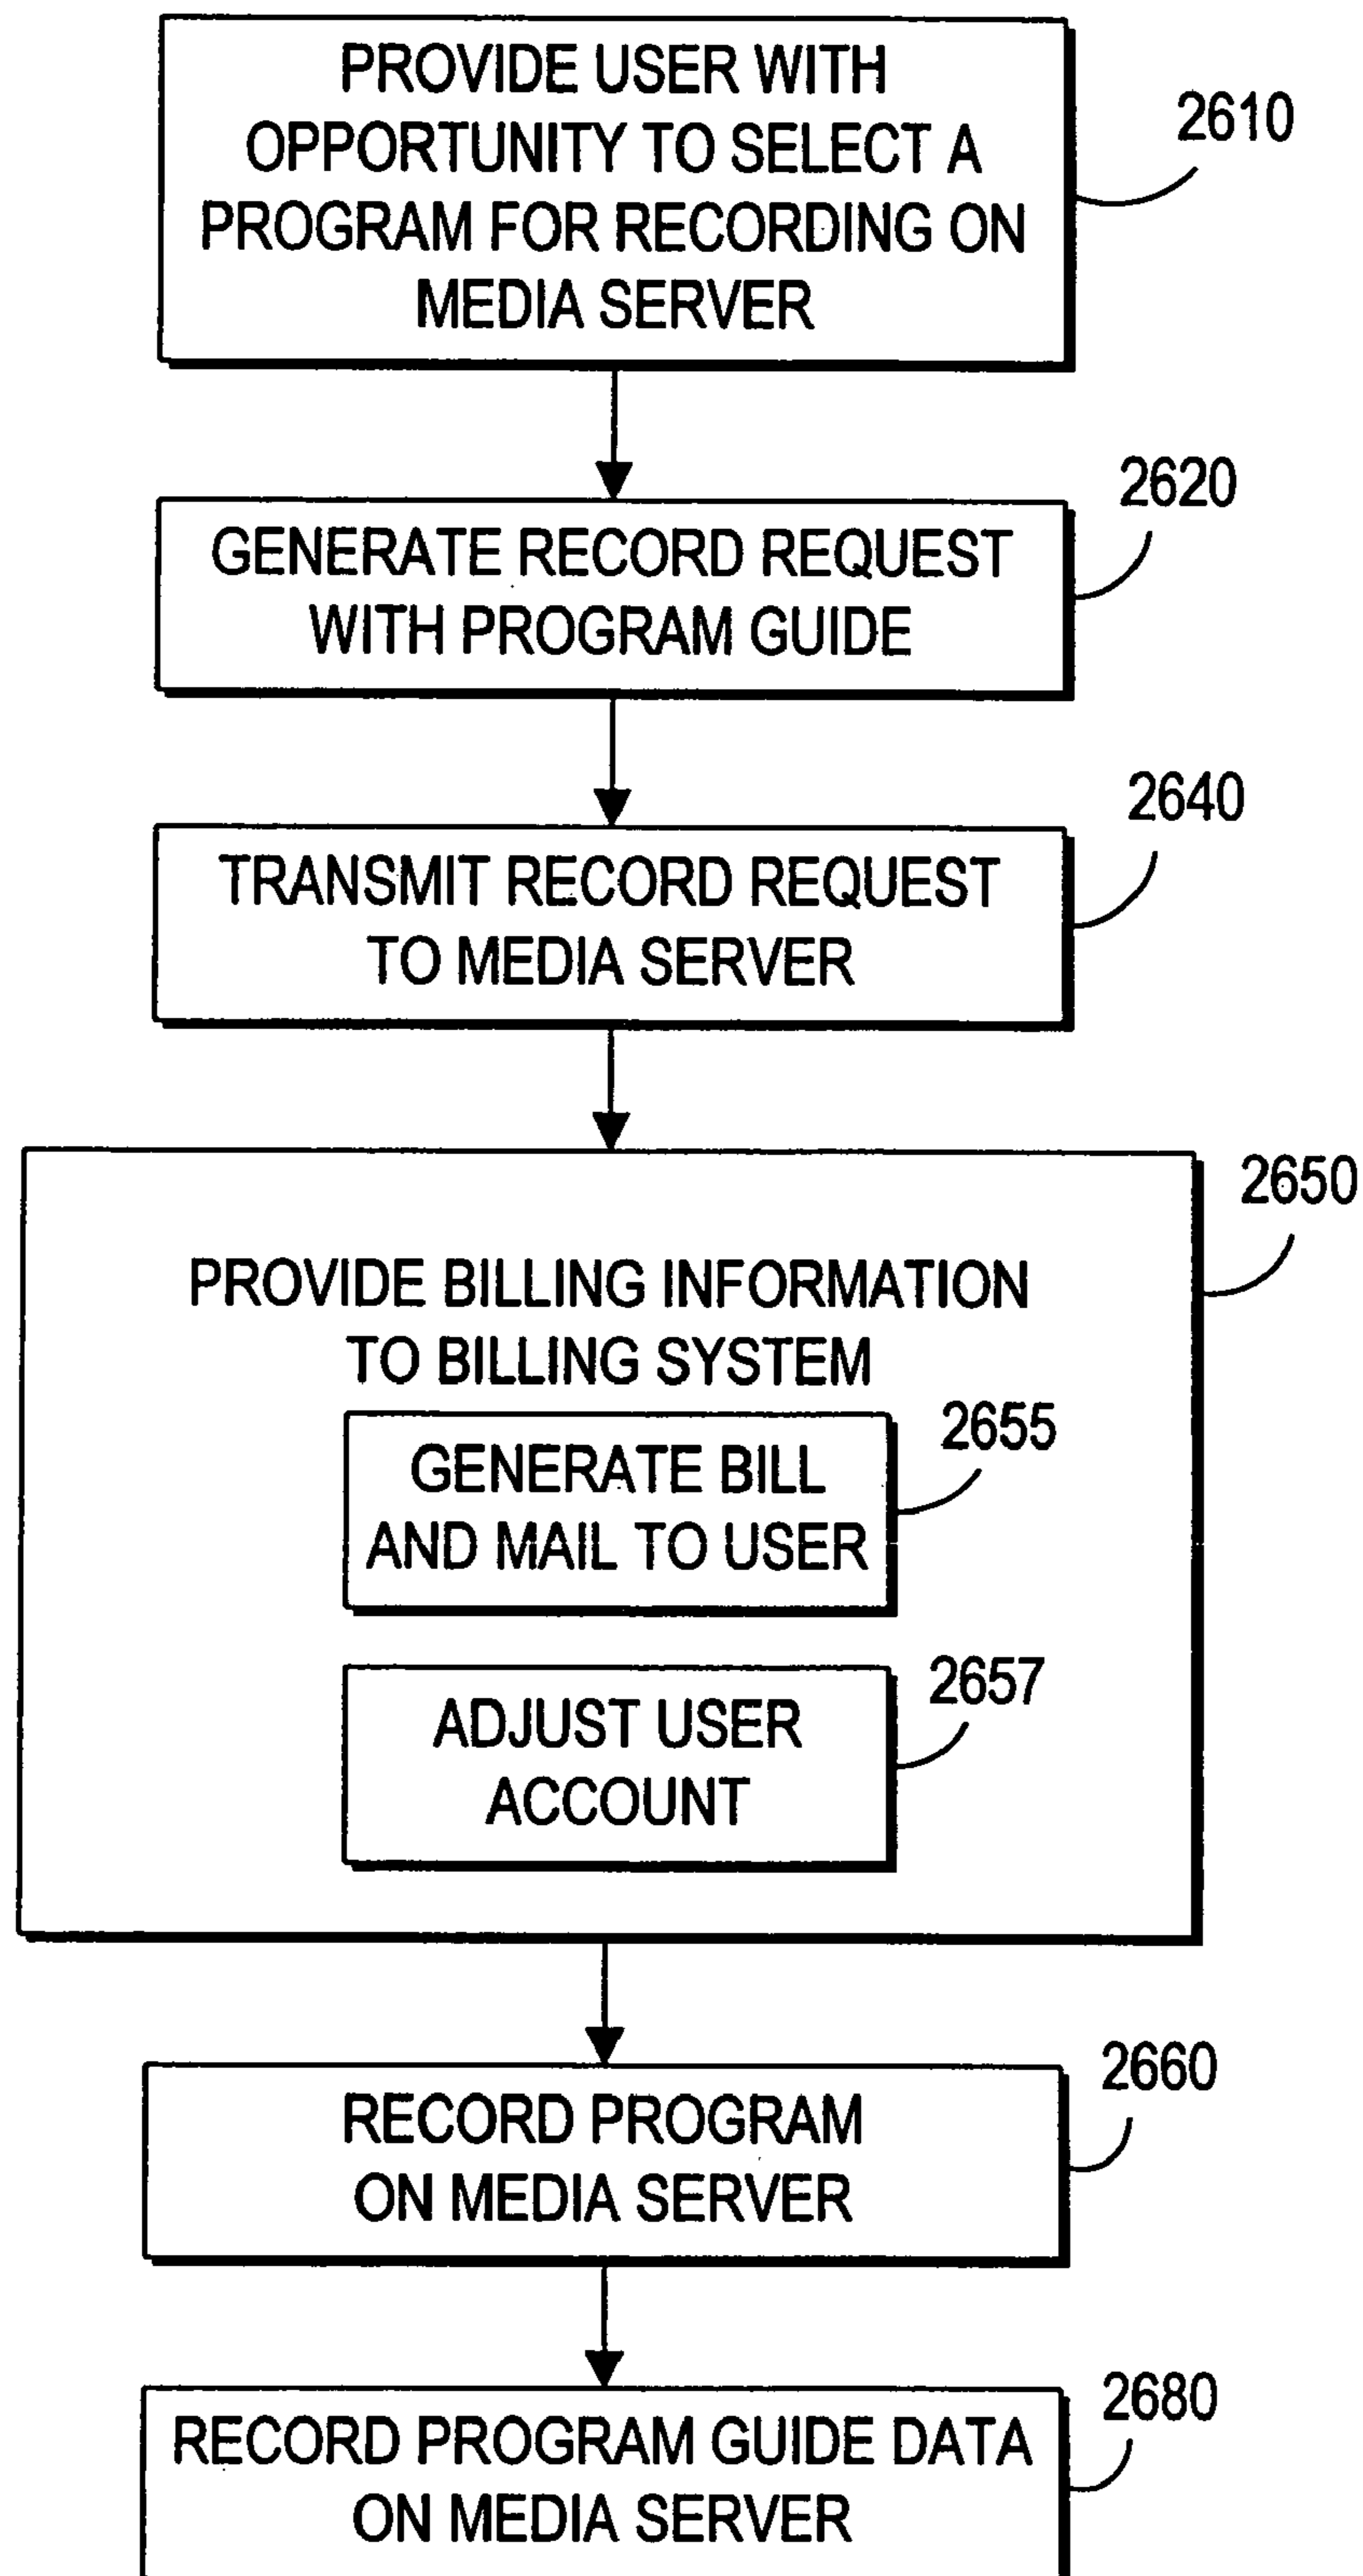 PROVIDE USER WITH
OPPORTUNITY TO SELECT A
PROGRAM FOR RECORDING ON
MEDIA SERVER
2610
GENERATE RECORD REQUEST
WITH PROGRAM GUIDE
2620
TRANSMIT RECORD REQUEST
TO MEDIA SERVER
2640
PROVIDE BILLING INFORMATION
TO BILLING SYSTEM
2650
GENERATE BILL
AND MAIL TO USER
2655
ADJUST USER
ACCOUNT
2657
RECORD PROGRAM
ON MEDIA SERVER
2660
RECORD PROGRAM GUIDE DATA
ON MEDIA SERVER
2680